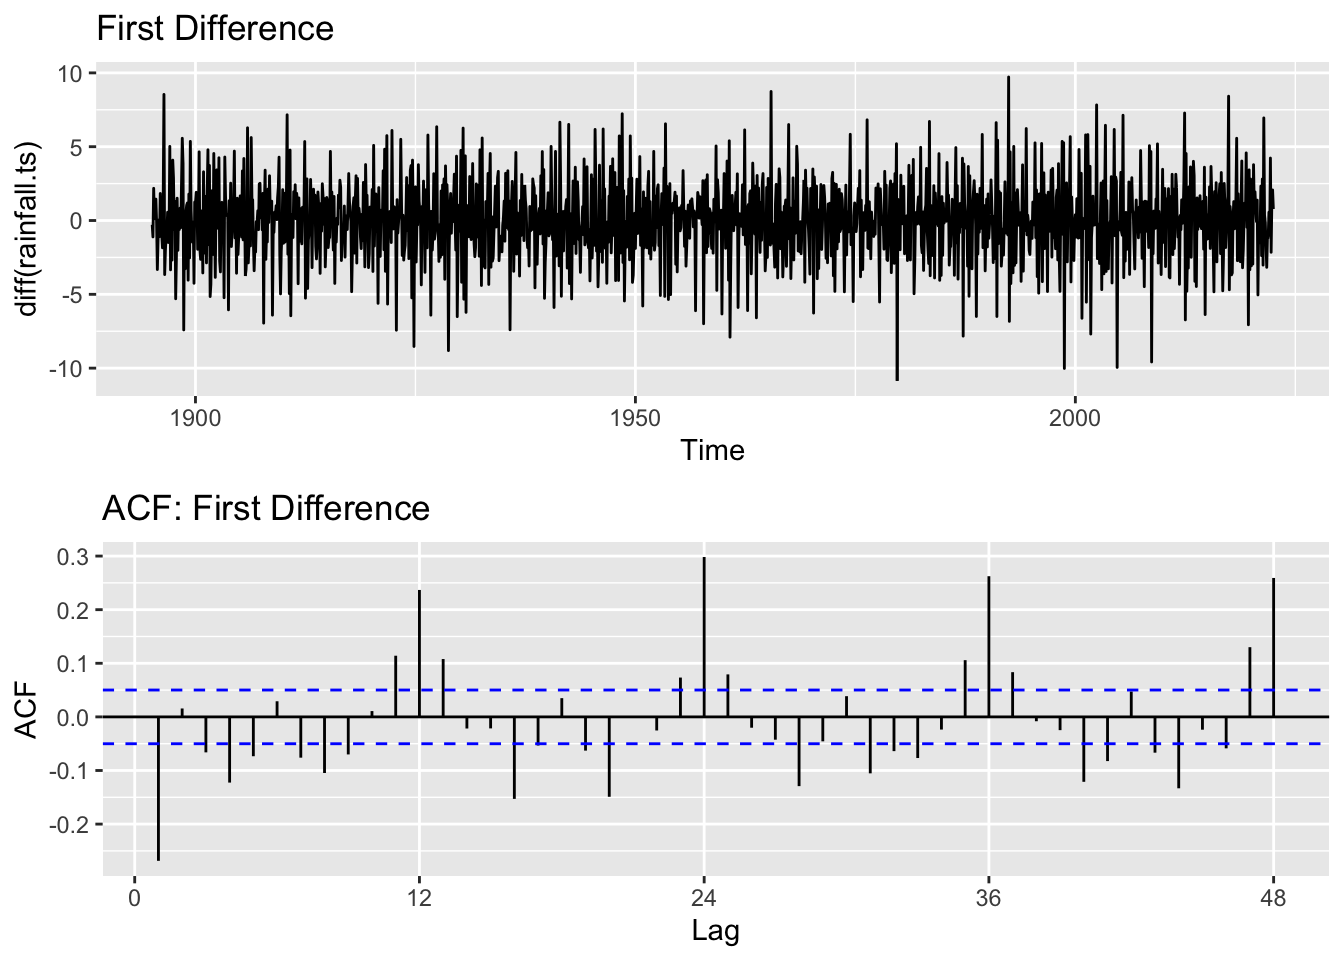 First Difference
10
5
0
-5
-10
diff(rainfall.ts)
1900 1950 2000
Time
ACF: First Difference
0.3
0.2
0.1
0.0
-0.1
-0.2
ACF
0 12 24 36 48
Lag